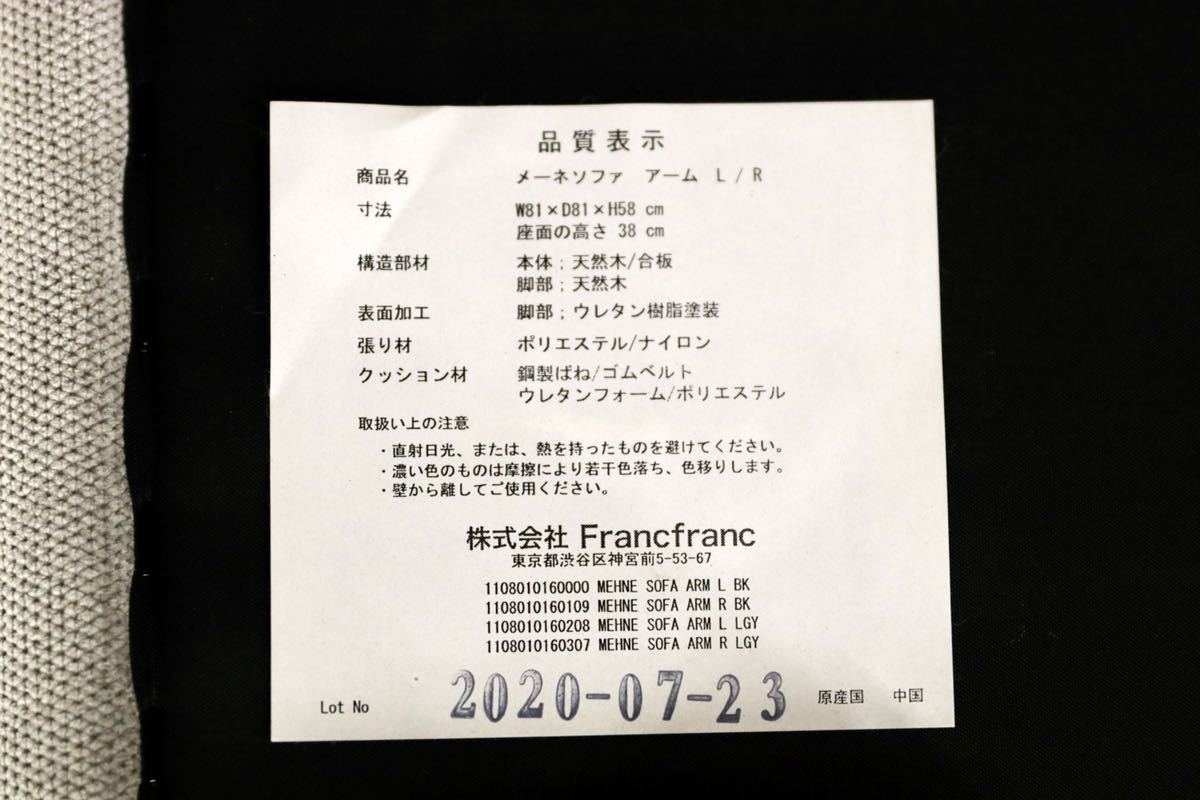 品質表示
商品名 メーネソファ アーム L / R
寸法 W81×D81×H58 cm
座面の高さ 38 cm
構造部材 本体；天然木/合板
脚部；天然木
表面加工 脚部；ウレタン樹脂塗装
張り材 ポリエステル/ナイロン
クッション材 鋼製ばね/ゴムベルト
ウレタンフォーム/ポリエステル
取扱い上の注意
・直射日光、または、熱を持ったものを避けてください。
・濃い色のものは摩擦により若干色落ち、色移りします。
・壁から離してご使用ください。
株式会社 Francfranc
東京都渋谷区神宮前5-53-67
1108010160000 MEHNE SOFA ARM L BK
1108010160109 MEHNE SOFA ARM R BK
1108010160208 MEHNE SOFA ARM L LGY
1108010160307 MEHNE SOFA ARM R LGY
Lot No 2020-07-23 原産国 中国